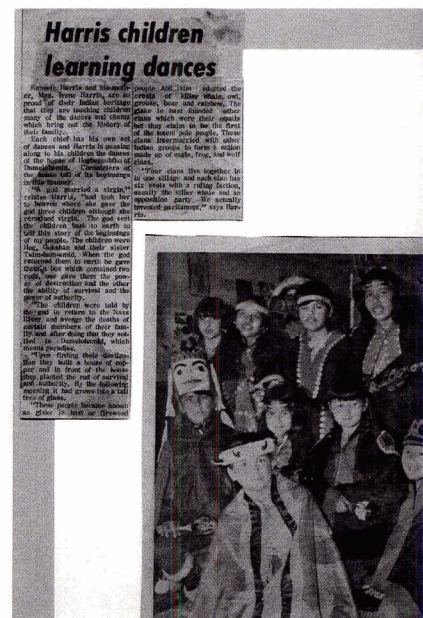 Harris children
learning dances
Kenneth Harris and his moth-
er, Mrs. Irene Harris, are so
proud of their Indian heritage
that they are teaching children
many of the dances and chants
which bring out the history of
their family.
Each chief has his own set
of dances and Harris is passing
along to his children the dances
of the house of
Damelohamid. Chroniclers of
the house tell of its beginnings
in this manner.
"A god married a virgin,"
relates Harris, "and took her
to heaven where she gave the
god three children although she
remained virgin. The god sent
the children back to earth to
tell this story of the beginnings
of my people. The children were
and their sister
When the god
returned them to earth he gave
them a box which contained two
rods, one gave them the pow-
er of destruction and the other
the ability of survival and the
power of authority.
"The children were told by
the god to return to the Nass
River and avenge the deaths of
certain members of their fam-
ily and after doing that they set-
tled in Damelohamid, which
means paradise.
"Upon finding their destina-
tion they built a house of cop-
per and in front of the house
they planted the rod of survival
and authority. By the following
morning it had grown into a tall
tree of glass.
"These people became known
as giske le hast or fireweed
people and later adopted the
crests of killer whale, owl,
grouse, bear and rainbow. The
giske le hast founded other
clans which were their equals
but they claim to be the first
of the totem pole people. These
clans intermarried with other
Indian groups to form a nation
made up of eagle, frog, and wolf
clans.
"Four clans live together in
in one village and each clan has
six seats with a ruling faction,
usually the killer whale and an
opposition party. We actually
invented parliament," says Har-
ris.